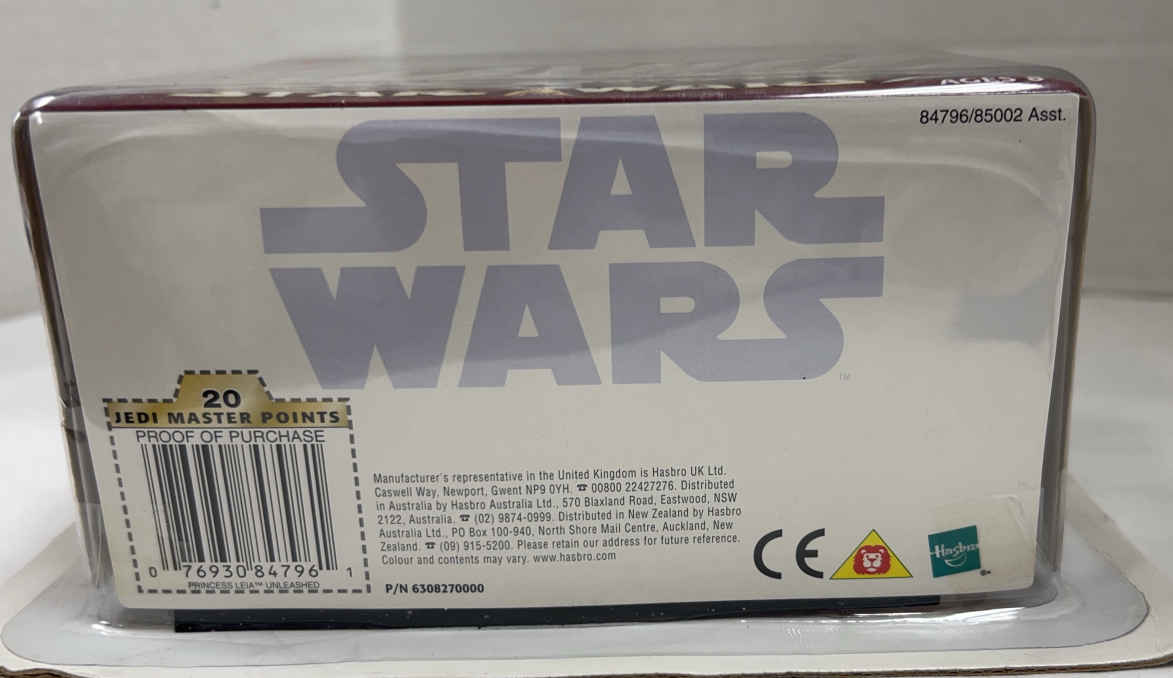 AGES 8
84796/85002 Asst.
STAR
WARS
TM
20
JEDI MASTER POINTS
PROOF OF PURCHASE
0 76930 84796 1
PRINCESS LEIA™ UNLEASHED
Manufacturer's representative in the United Kingdom is Hasbro UK Ltd.
Caswell Way, Newport, Gwent NP9 0YH. ☎ 00800 22427276. Distributed
in Australia by Hasbro Australia Ltd., 570 Blaxland Road, Eastwood, NSW
2122, Australia. ☎ (02) 9874-0999. Distributed in New Zealand by Hasbro
Australia Ltd., PO Box 100-940, North Shore Mail Centre, Auckland, New
Zealand. ☎ (09) 915-5200. Please retain our address for future reference.
Colour and contents may vary. www.hasbro.com
P/N 6308270000
CE
Hasbro